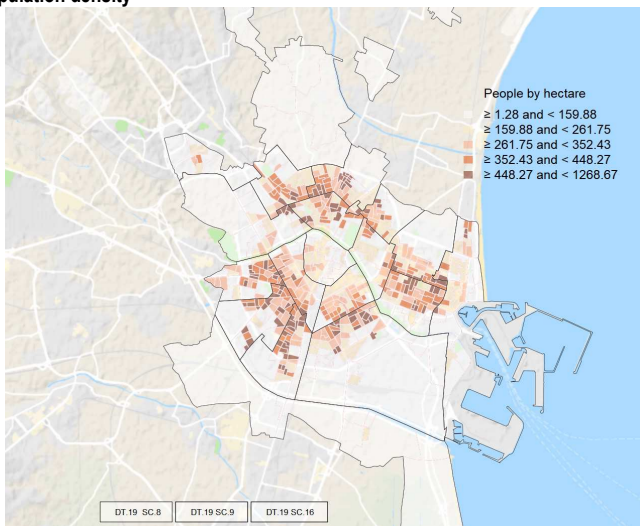 pulation density
People by hectare
≥ 1.28 and < 159.88
≥ 159.88 and < 261.75
≥ 261.75 and < 352.43
≥ 352.43 and < 448.27
≥ 448.27 and < 1268.67
DT.19 SC.8
DT.19 SC.9
DT.19 SC.16